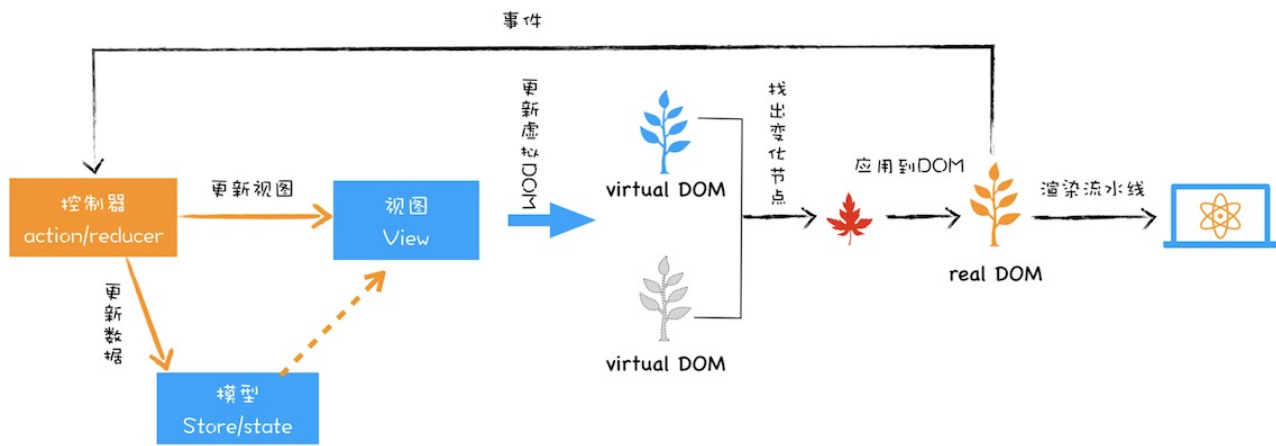 事件
更新虚拟DOM
找出变化节点
virtual DOM
应用到DOM
控制器
action/reducer
更新视图
视图
View
渲染流水线
real DOM
更新数据
virtual DOM
模型
Store/state